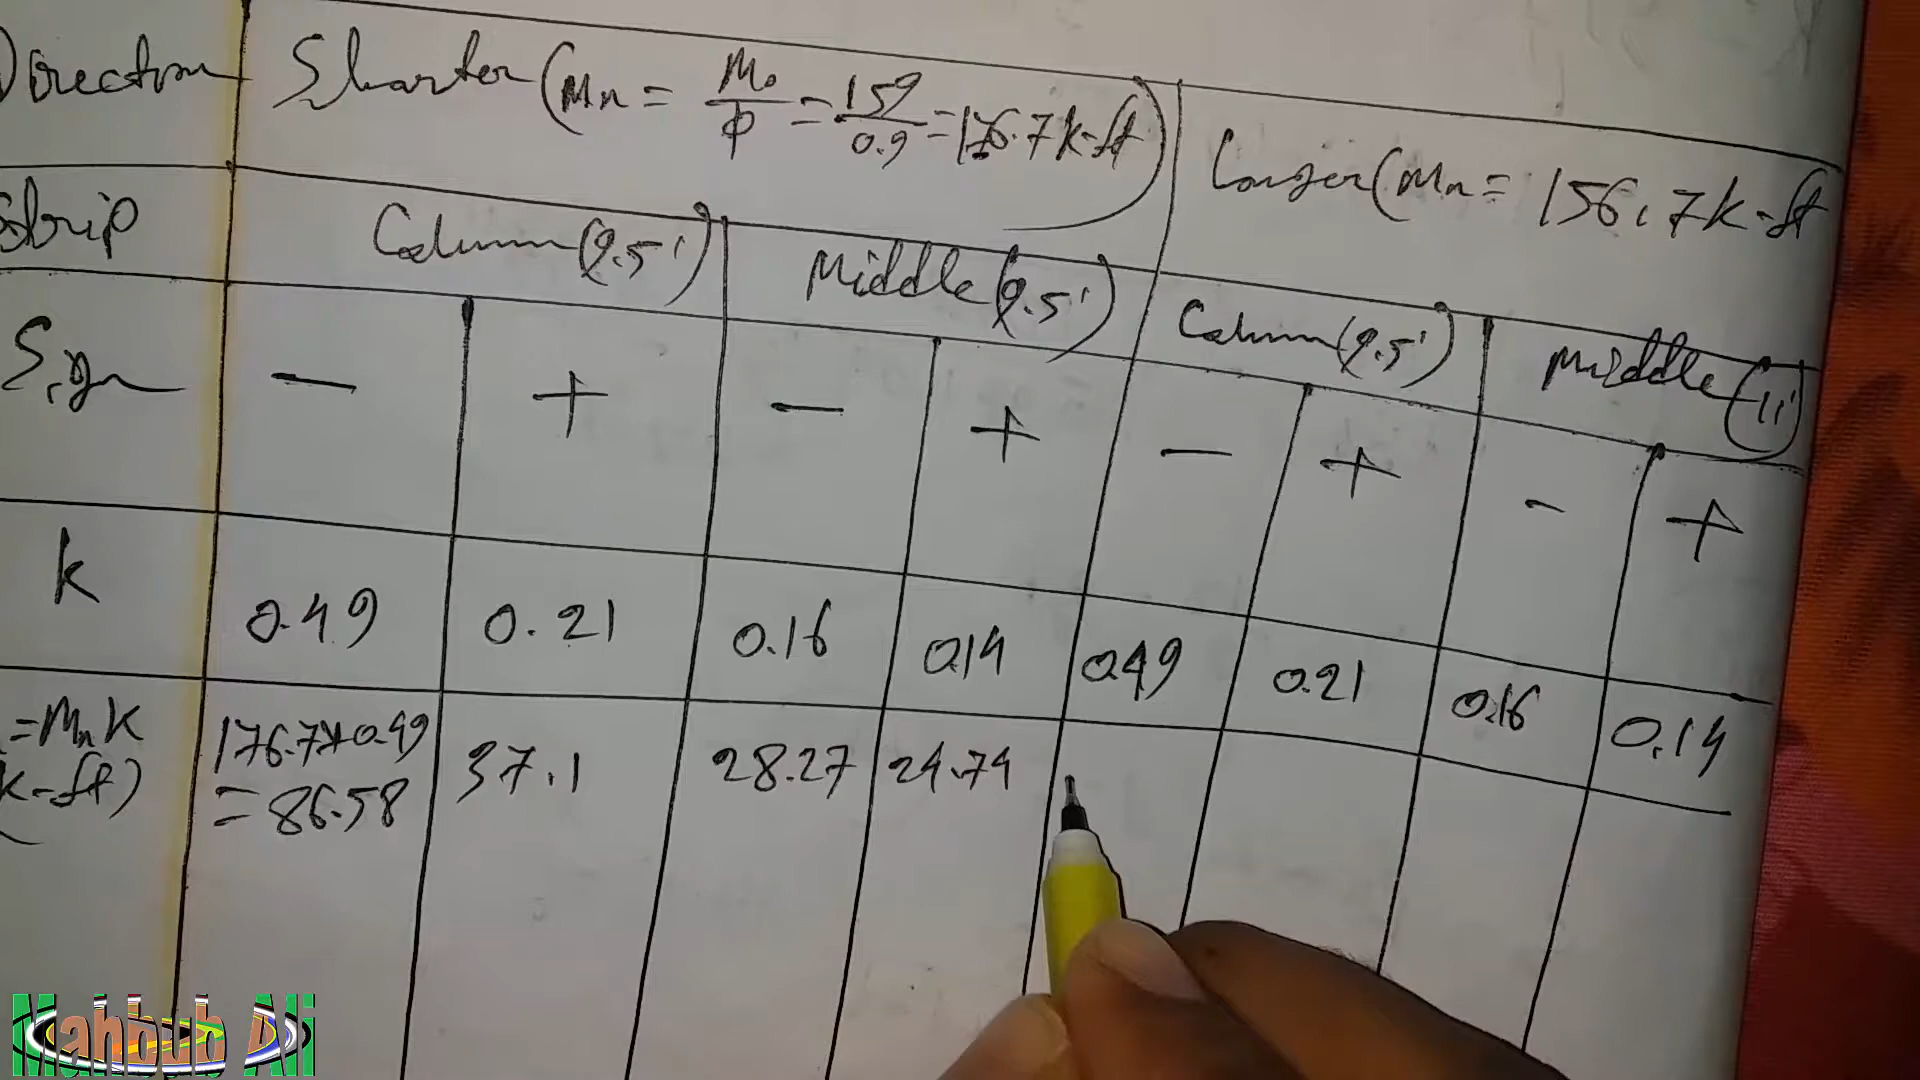 Direction Shorter (Mn = Mo/φ = 159/0.9 = 176.7 k-ft) Longer (Mn = 156.7 k-ft
Strip Column (9.5') Middle (9.5') Column (9.5') Middle (11')
Sign − + − + − + − +
k 0.49 0.21 0.16 0.14 0.49 0.21 0.16 0.14
=MnK 176.7*0.49 37.1 28.27 24.74
k-ft) = 86.58
Mahbub Ali